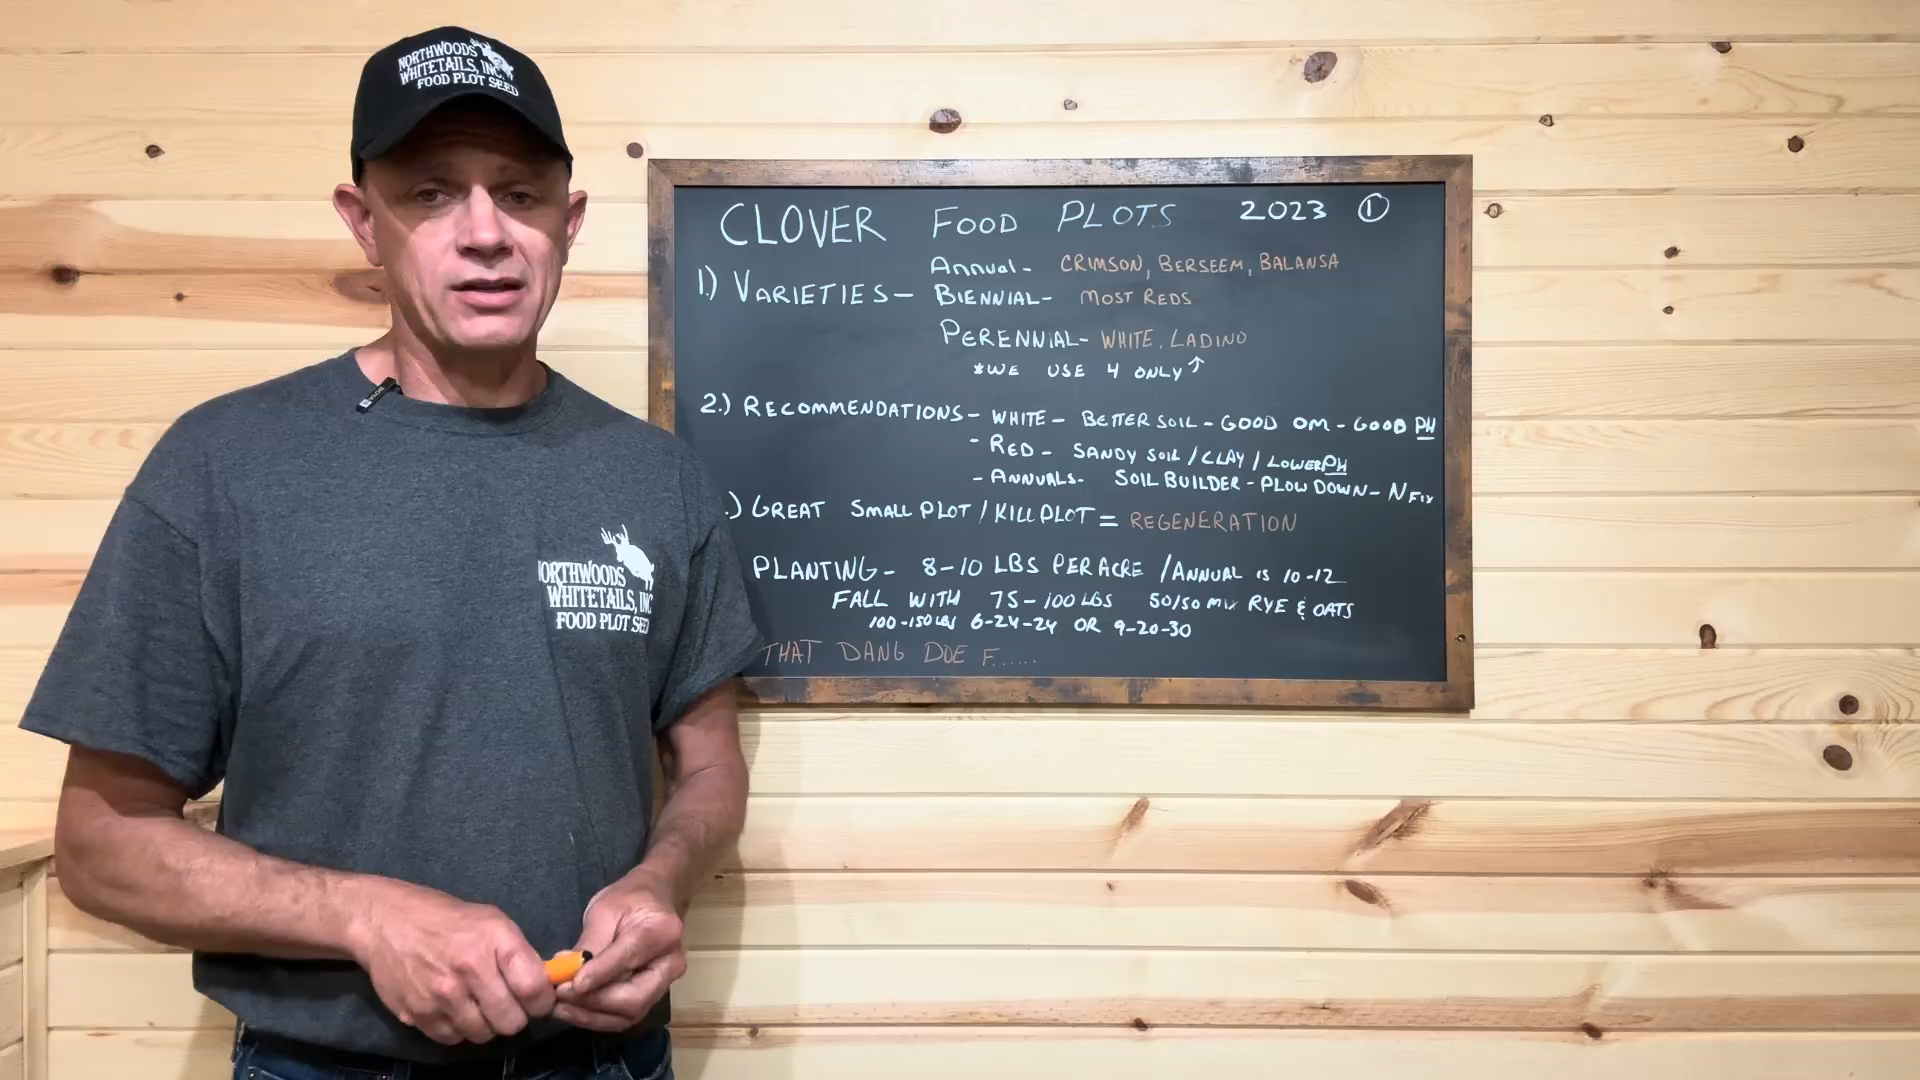 NORTHWOODS
WHITETAILS, INC
FOOD PLOT SEED
CLOVER FOOD PLOTS 2023 ①
1.) VARIETIES - ANNUAL - CRIMSON, BERSEEM, BALANSA
BIENNIAL - MOST REDS
PERENNIAL - WHITE, LADINO
*WE USE 4 ONLY ↑
2.) RECOMMENDATIONS - WHITE - BETTER SOIL - GOOD OM - GOOD PH
- RED - SANDY SOIL / CLAY / LOWER PH
- ANNUALS - SOIL BUILDER - PLOW DOWN - N FIX
.) GREAT SMALL PLOT / KILL PLOT = REGENERATION
PLANTING - 8-10 LBS PER ACRE / ANNUAL IS 10-12
FALL WITH 75-100 LBS 50/50 MIX RYE & OATS
100-150 LBS 6-24-24 OR 9-20-30
THAT DANG DOE F......
ORTHWOODS
WHITETAILS, INC
FOOD PLOT SEED